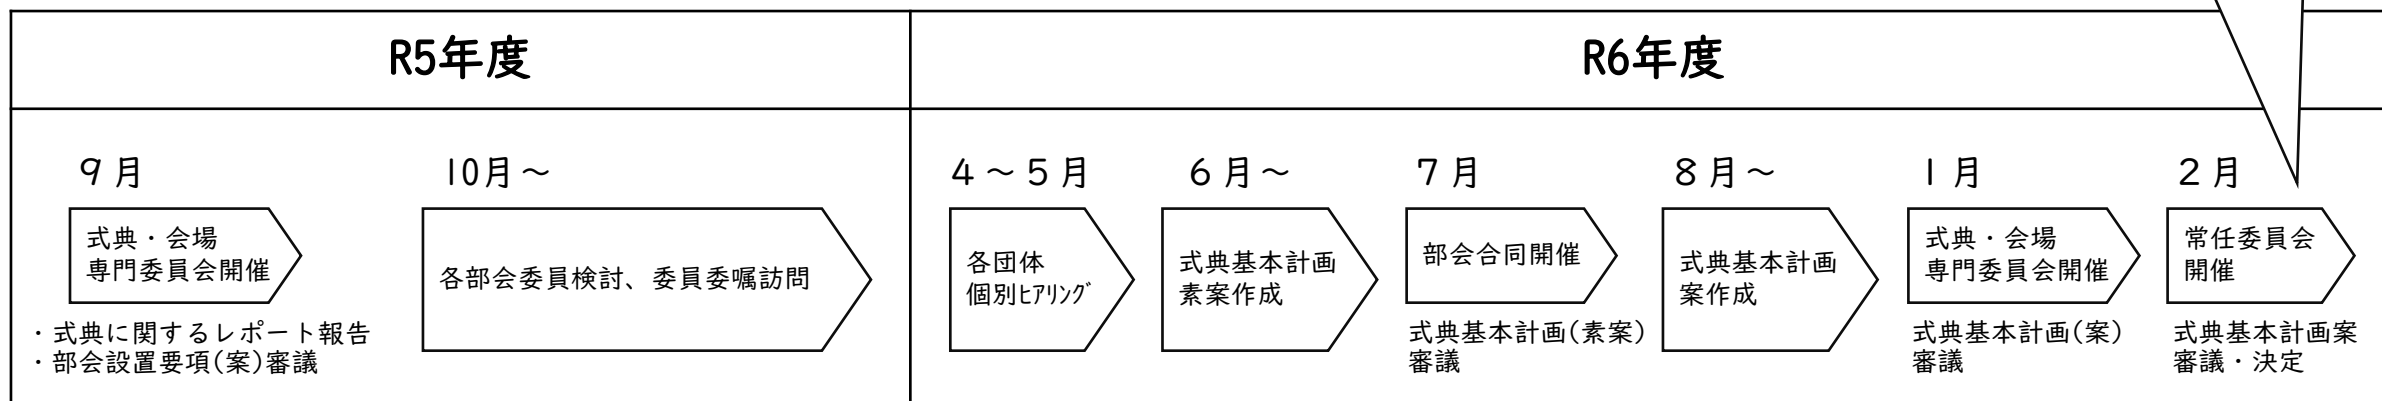 R5年度
R6年度
9月
式典・会場
専門委員会開催
・式典に関するレポート報告
・部会設置要項(案)審議
10月～
各部会委員検討、委員委嘱訪問
4～5月
各団体
個別ﾋｱﾘﾝｸﾞ
6月～
式典基本計画
素案作成
7月
部会合同開催
式典基本計画(素案)
審議
8月～
式典基本計画
案作成
1月
式典・会場
専門委員会開催
式典基本計画(案)
審議
2月
常任委員会
開催
式典基本計画案
審議・決定